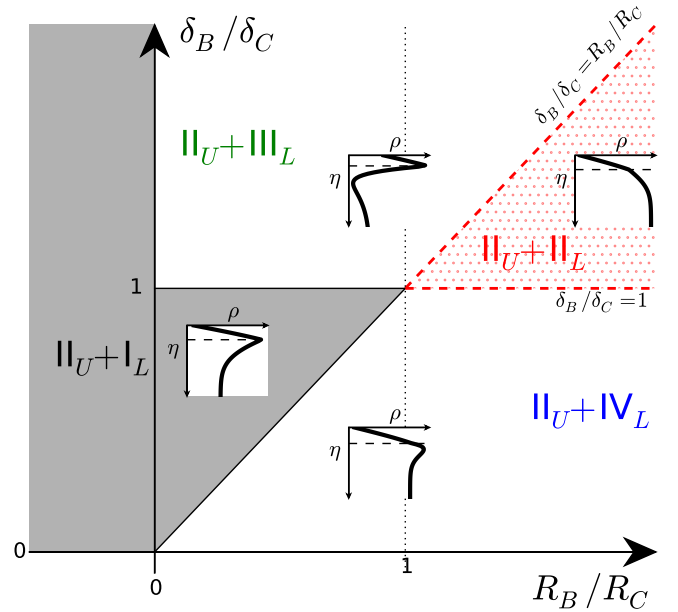 δ_B/δ_C
δ_B/δ_C=R_B/R_C
II_U+III_L
ρ
η
ρ
η
II_U+II_L
1
δ_B/δ_C=1
ρ
η
II_U+I_L
II_U+IV_L
ρ
η
0
1
0
R_B/R_C